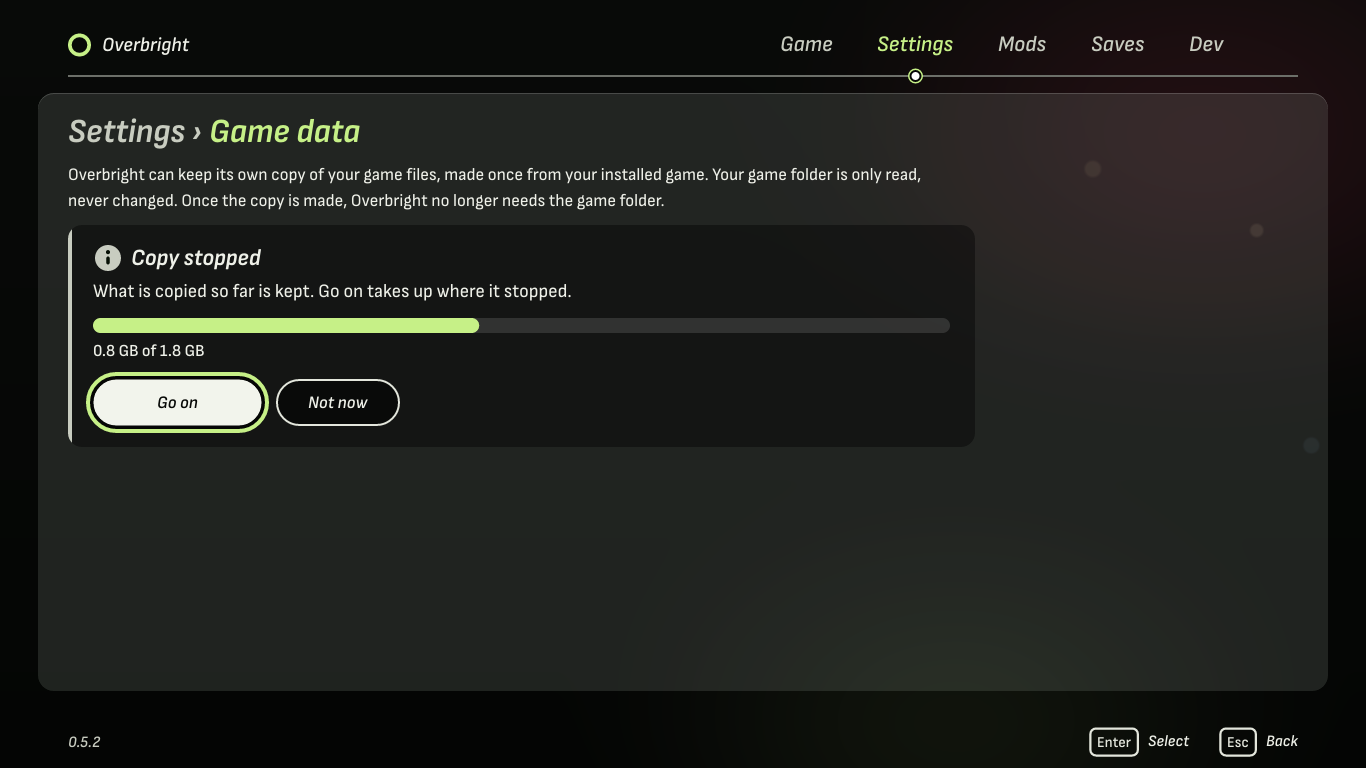 Overbright
Game Settings Mods Saves Dev
Settings › Game data
Overbright can keep its own copy of your game files, made once from your installed game. Your game folder is only read,
never changed. Once the copy is made, Overbright no longer needs the game folder.
Copy stopped
What is copied so far is kept. Go on takes up where it stopped.
0.8 GB of 1.8 GB
Go on Not now
0.5.2
Enter Select Esc Back